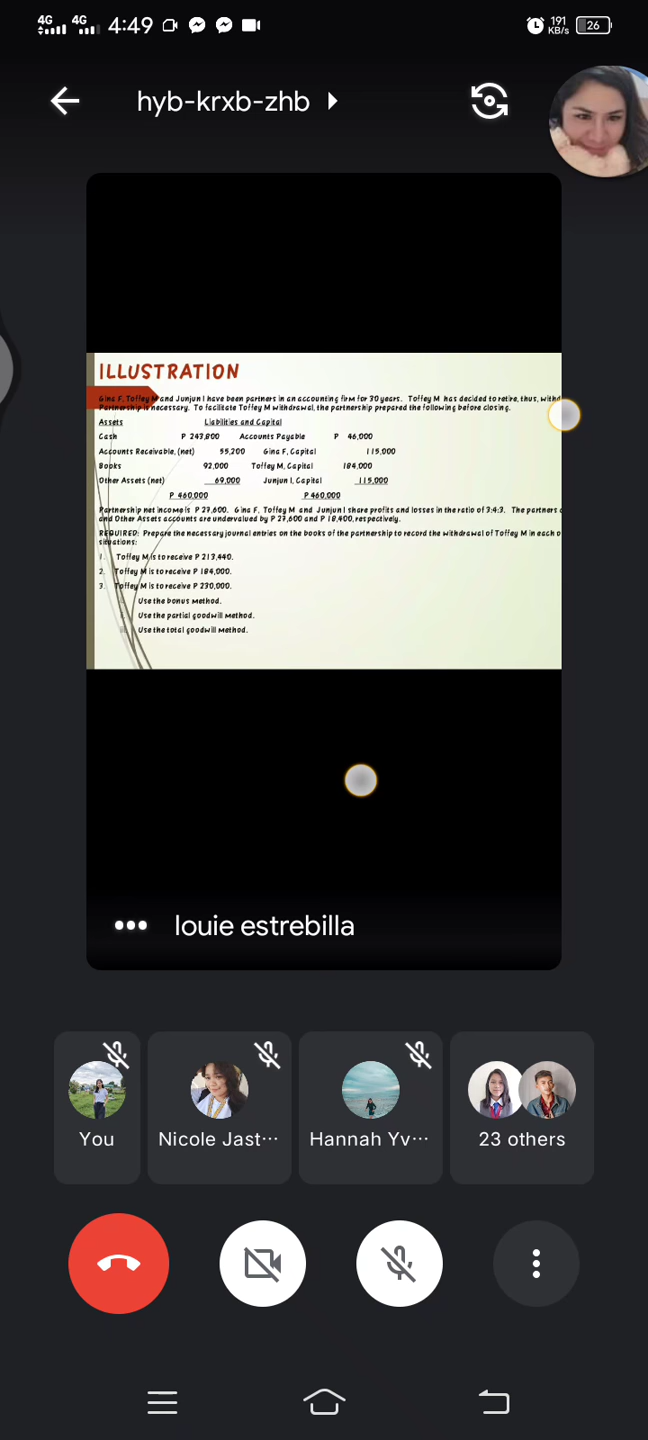 4G 4G 4:49 191 KB/s 26
hyb-krxb-zhb
ILLUSTRATION
Gina F, Toffey M and Junjun I have been partners in an accounting firm for 30 years. Toffey M has decided to retire, thus, withd
Partnership is necessary. To facilitate Toffey M withdrawal, the partnership prepared the following before closing.
Assets Liabilities and Capital
Cash P 243,800 Accounts Payable P 46,000
Accounts Receivable, (net) 55,200 Gina F, Capital 115,000
Books 92,000 Toffey M, Capital 184,000
Other Assets (net) 69,000 Junjun I, Capital 115,000
P 460,000 P 460,000
Partnership net income is P 27,600. Gina F, Toffey M and Junjun I share profits and losses in the ratio of 3:4:3. The partners
and Other Assets accounts are undervalued by P 27,600 and P 18,400, respectively.
REQUIRED: Prepare the necessary journal entries on the books of the partnership to record the withdrawal of Toffey M in each o
situations:
1. Toffey M is to receive P 213,440.
2. Toffey M is to receive P 184,000.
3. Toffey M is to receive P 230,000.
Use the bonus method.
Use the partial goodwill method.
Use the total goodwill method.
louie estrebilla
You Nicole Jast... Hannah Yv... 23 others